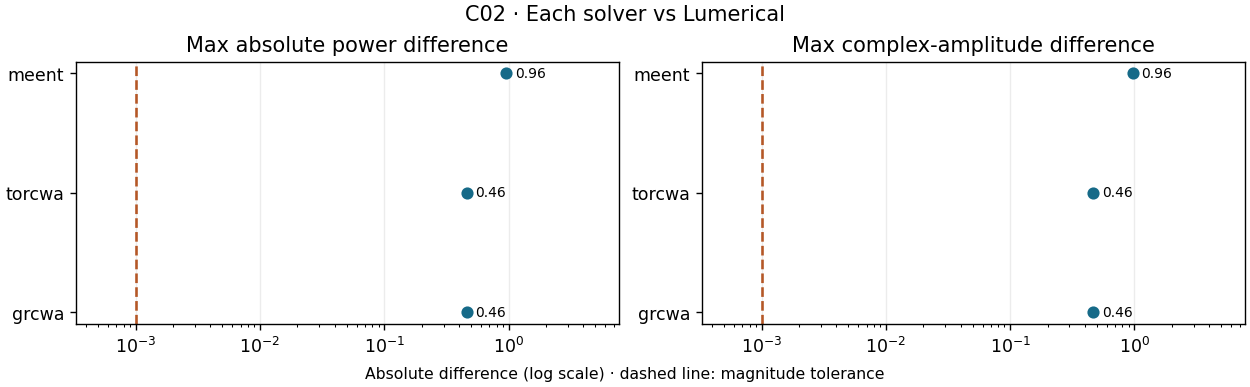 C02 · Each solver vs Lumerical
Max absolute power difference
meent
0.96
torcwa
0.46
grcwa
0.46
10⁻³ 10⁻² 10⁻¹ 10⁰
Max complex-amplitude difference
meent
0.96
torcwa
0.46
grcwa
0.46
10⁻³ 10⁻² 10⁻¹ 10⁰
Absolute difference (log scale) · dashed line: magnitude tolerance